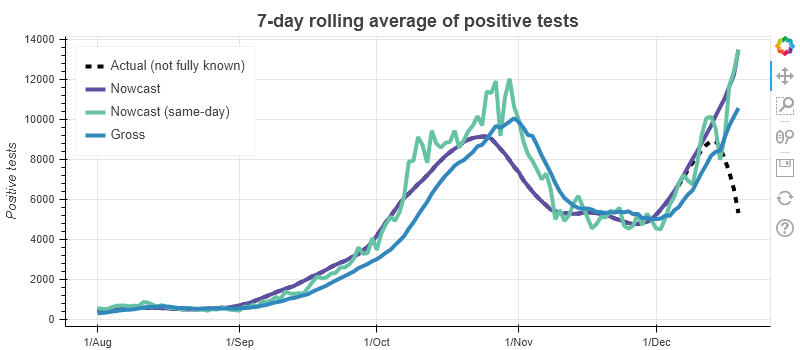 7-day rolling average of positive tests
Positive tests
14000
12000
10000
8000
6000
4000
2000
0
Actual (not fully known)
Nowcast
Nowcast (same-day)
Gross
1/Aug
1/Sep
1/Oct
1/Nov
1/Dec